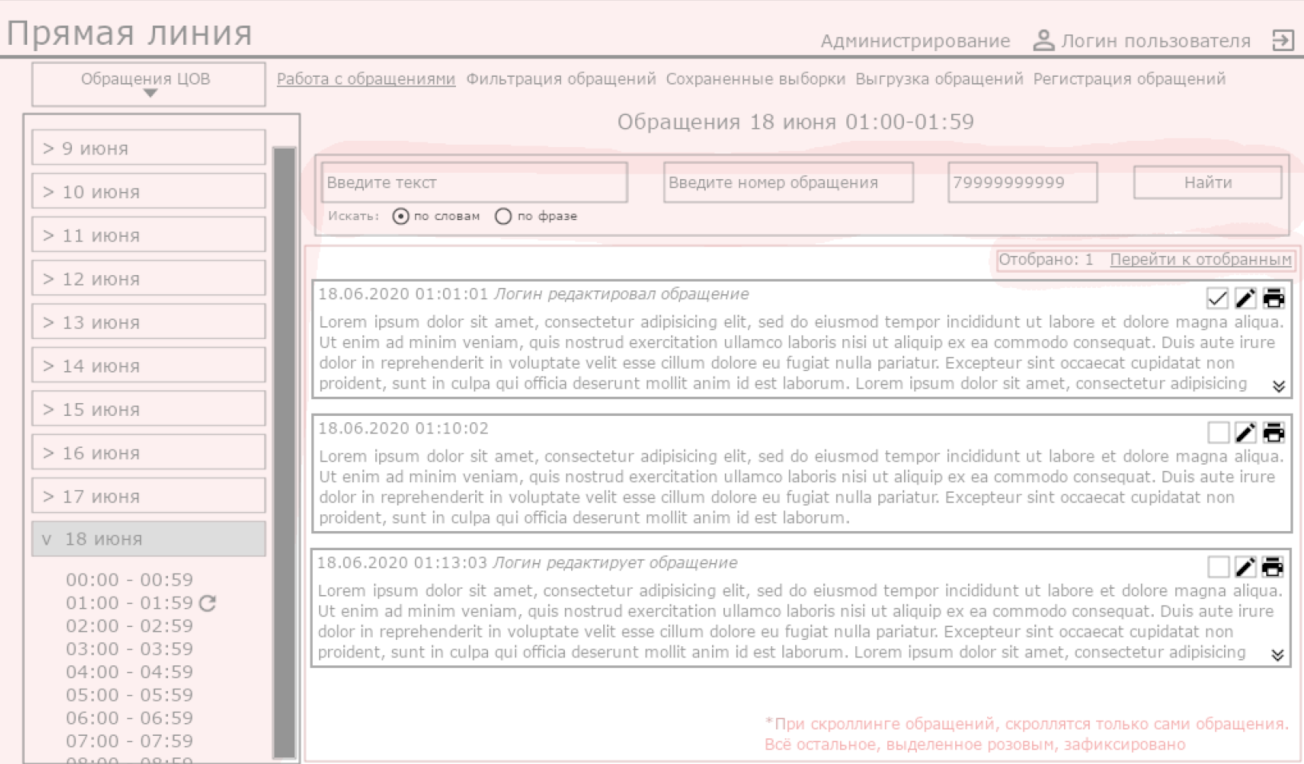 Прямая линия
Администрирование Логин пользователя
Обращения ЦОВ
Работа с обращениями Фильтрация обращений Сохраненные выборки Выгрузка обращений Регистрация обращений
> 9 июня
> 10 июня
> 11 июня
> 12 июня
> 13 июня
> 14 июня
> 15 июня
> 16 июня
> 17 июня
v 18 июня
00:00 - 00:59
01:00 - 01:59
02:00 - 02:59
03:00 - 03:59
04:00 - 04:59
05:00 - 05:59
06:00 - 06:59
07:00 - 07:59
08:00 - 08:59
Обращения 18 июня 01:00-01:59
Введите текст Введите номер обращения 79999999999 Найти
Искать: по словам по фразе
Отобрано: 1 Перейти к отобранным
18.06.2020 01:01:01 Логин редактировал обращение
Lorem ipsum dolor sit amet, consectetur adipisicing elit, sed do eiusmod tempor incididunt ut labore et dolore magna aliqua.
Ut enim ad minim veniam, quis nostrud exercitation ullamco laboris nisi ut aliquip ex ea commodo consequat. Duis aute irure
dolor in reprehenderit in voluptate velit esse cillum dolore eu fugiat nulla pariatur. Excepteur sint occaecat cupidatat non
proident, sunt in culpa qui officia deserunt mollit anim id est laborum. Lorem ipsum dolor sit amet, consectetur adipisicing
18.06.2020 01:10:02
Lorem ipsum dolor sit amet, consectetur adipisicing elit, sed do eiusmod tempor incididunt ut labore et dolore magna aliqua.
Ut enim ad minim veniam, quis nostrud exercitation ullamco laboris nisi ut aliquip ex ea commodo consequat. Duis aute irure
dolor in reprehenderit in voluptate velit esse cillum dolore eu fugiat nulla pariatur. Excepteur sint occaecat cupidatat non
proident, sunt in culpa qui officia deserunt mollit anim id est laborum.
18.06.2020 01:13:03 Логин редактирует обращение
Lorem ipsum dolor sit amet, consectetur adipisicing elit, sed do eiusmod tempor incididunt ut labore et dolore magna aliqua.
Ut enim ad minim veniam, quis nostrud exercitation ullamco laboris nisi ut aliquip ex ea commodo consequat. Duis aute irure
dolor in reprehenderit in voluptate velit esse cillum dolore eu fugiat nulla pariatur. Excepteur sint occaecat cupidatat non
proident, sunt in culpa qui officia deserunt mollit anim id est laborum. Lorem ipsum dolor sit amet, consectetur adipisicing
*При скроллинге обращений, скроллятся только сами обращения.
Всё остальное, выделенное розовым, зафиксировано